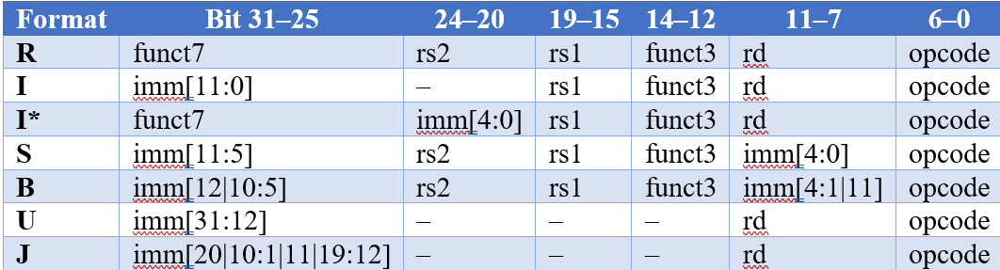 Format Bit 31–25 24–20 19–15 14–12 11–7 6–0
R funct7 rs2 rs1 funct3 rd opcode
I imm[11:0] – rs1 funct3 rd opcode
I* funct7 imm[4:0] rs1 funct3 rd opcode
S imm[11:5] rs2 rs1 funct3 imm[4:0] opcode
B imm[12|10:5] rs2 rs1 funct3 imm[4:1|11] opcode
U imm[31:12] – – – rd opcode
J imm[20|10:1|11|19:12] – – – rd opcode